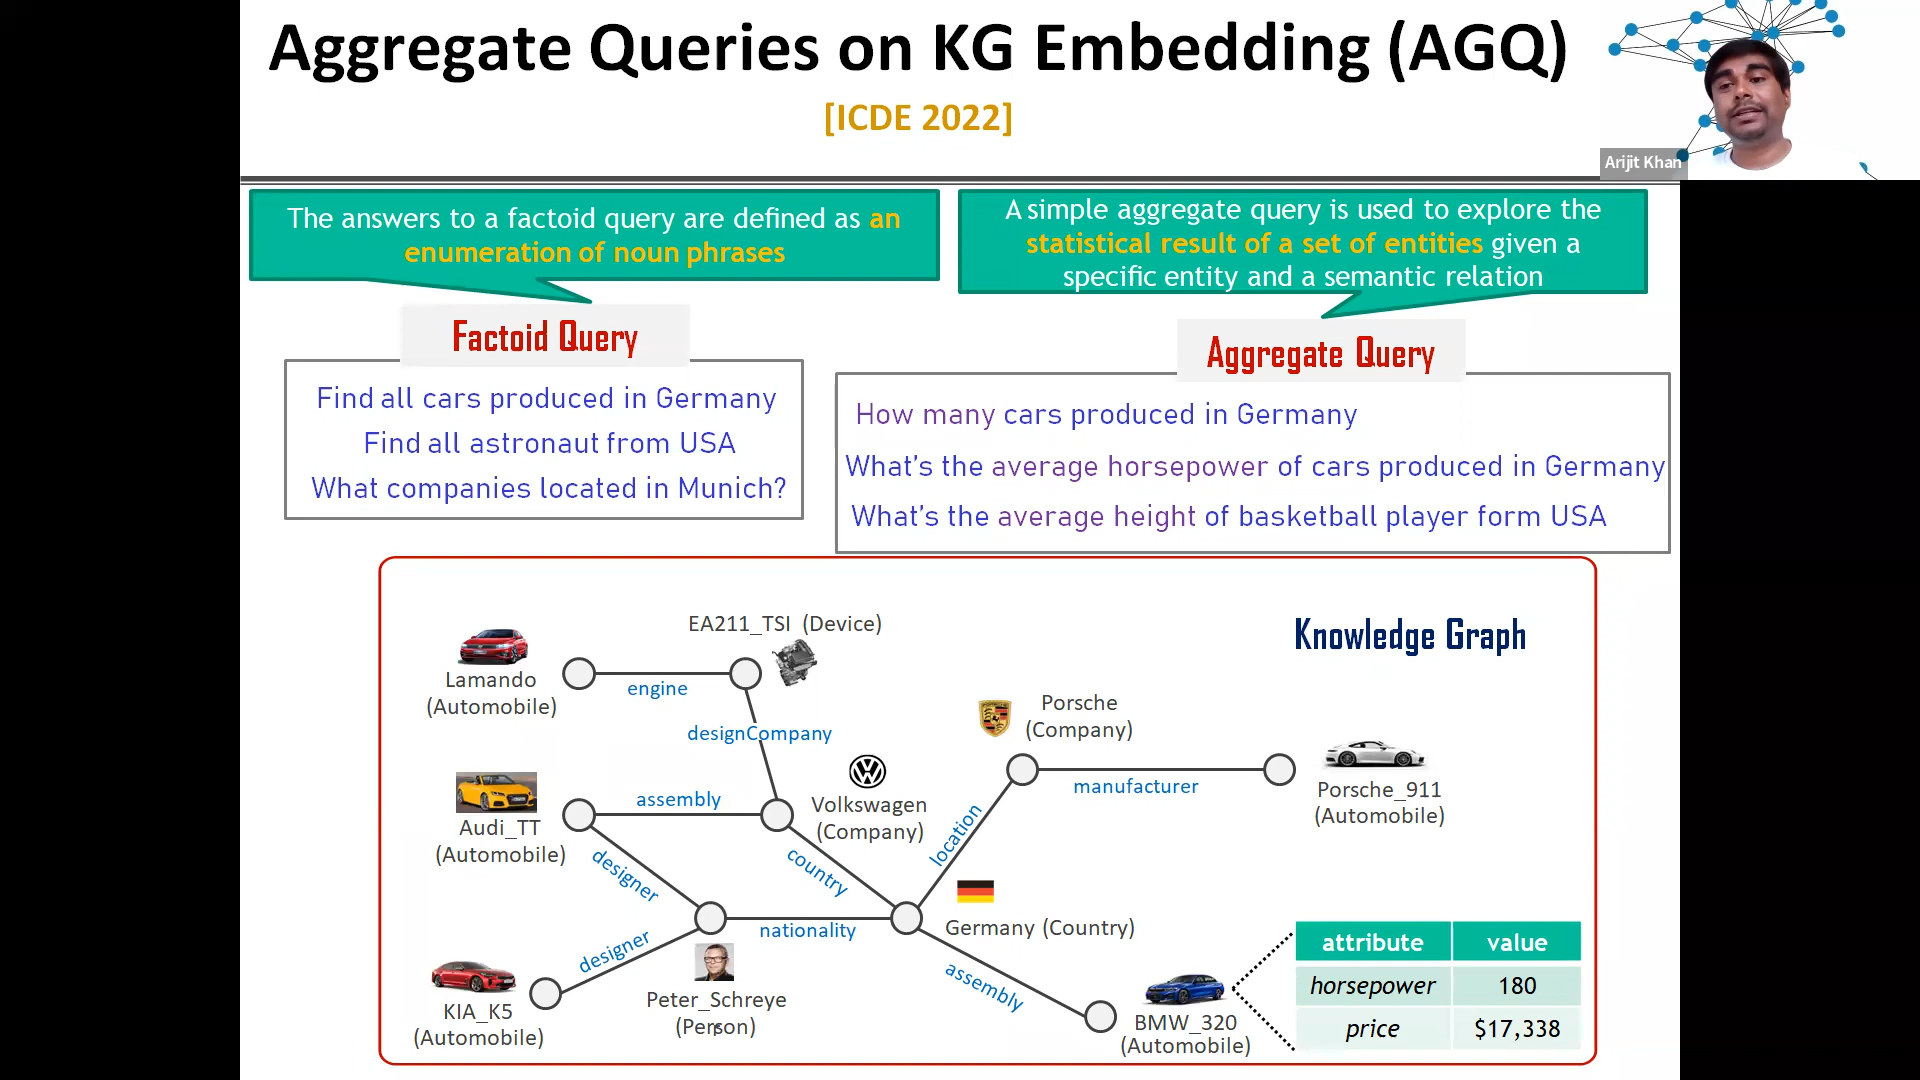 Aggregate Queries on KG Embedding (AGQ)
[ICDE 2022]
Arijit Khan
The answers to a factoid query are defined as an
enumeration of noun phrases
A simple aggregate query is used to explore the
statistical result of a set of entities given a
specific entity and a semantic relation
Factoid Query
Find all cars produced in Germany
Find all astronaut from USA
What companies located in Munich?
Aggregate Query
How many cars produced in Germany
What's the average horsepower of cars produced in Germany
What's the average height of basketball player form USA
Knowledge Graph
EA211_TSI (Device)
Lamando
(Automobile)
engine
designCompany
Porsche
(Company)
manufacturer
Porsche_911
(Automobile)
Audi_TT
(Automobile)
assembly
Volkswagen
(Company)
designer
country
location
nationality
Germany (Country)
designer
KIA_K5
(Automobile)
Peter_Schreye
(Person)
assembly
BMW_320
(Automobile)
attribute value
horsepower 180
price $17,338